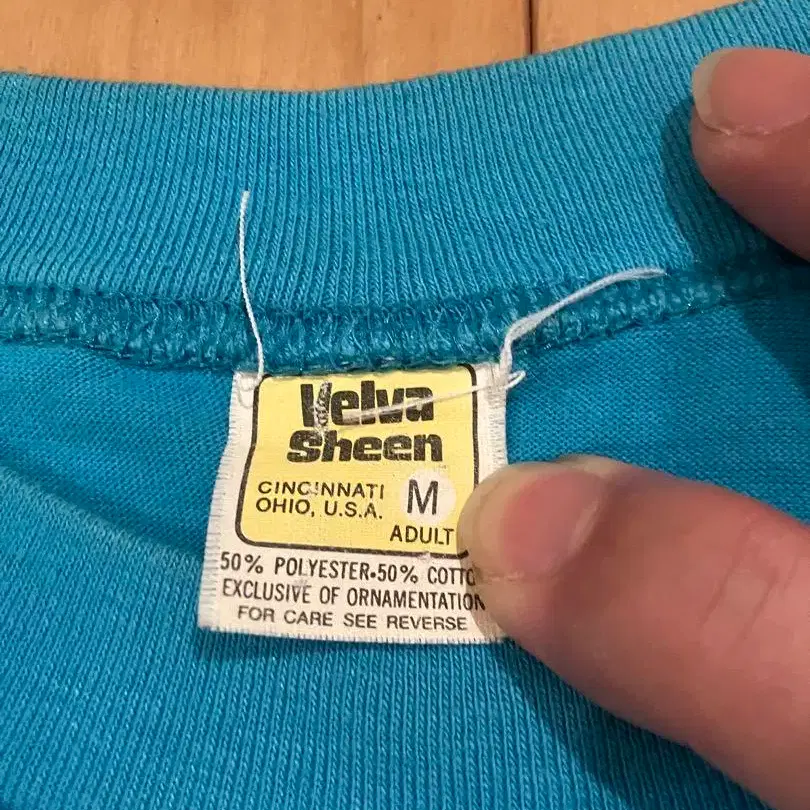 Velva
Sheen
CINCINNATI
OHIO, U.S.A.
M
ADULT
50% POLYESTER•50% COTTO
EXCLUSIVE OF ORNAMENTATION
FOR CARE SEE REVERSE